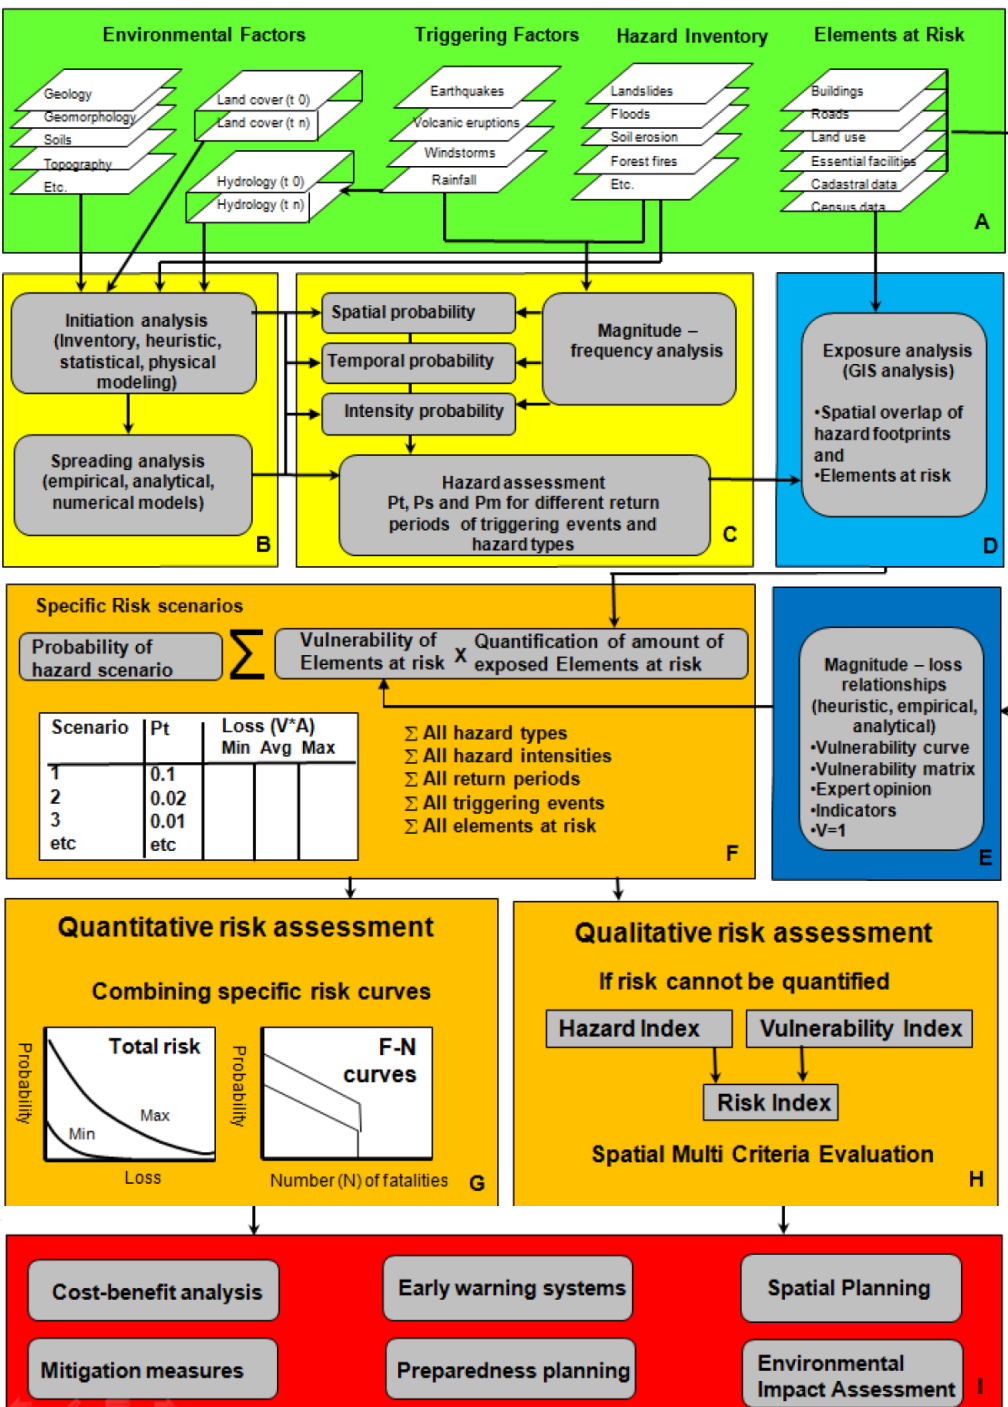 Environmental Factors
Triggering Factors
Hazard Inventory
Elements at Risk
Geology
Geomorphology
Soils
Topography
Etc.
Land cover (t 0)
Land cover (t n)
Hydrology (t 0)
Hydrology (t n)
Earthquakes
Volcanic eruptions
Windstorms
Rainfall
Landslides
Floods
Soil erosion
Forest fires
Etc.
Buildings
Roads
Land use
Essential facilities
Cadastral data
Census data
A
Initiation analysis
(Inventory, heuristic,
statistical, physical
modeling)
Spreading analysis
(empirical, analytical,
numerical models)
B
Spatial probability
Temporal probability
Intensity probability
Magnitude –
frequency analysis
Hazard assessment
Pt, Ps and Pm for different return
periods of triggering events and
hazard types
C
Exposure analysis
(GIS analysis)
•Spatial overlap of
hazard footprints
and
•Elements at risk
D
Specific Risk scenarios
Probability of
hazard scenario
Σ
Vulnerability of
Elements at risk
X
Quantification of amount of
exposed Elements at risk
Scenario Pt Loss (V*A)
Min Avg Max
1 0.1
2 0.02
3 0.01
etc etc
Σ All hazard types
Σ All hazard intensities
Σ All return periods
Σ All triggering events
Σ All elements at risk
F
Magnitude – loss
relationships
(heuristic, empirical,
analytical)
•Vulnerability curve
•Vulnerability matrix
•Expert opinion
•Indicators
•V=1
E
Quantitative risk assessment
Combining specific risk curves
Probability
Total risk
Max
Min
Loss
Probability
F-N
curves
Number (N) of fatalities
G
Qualitative risk assessment
If risk cannot be quantified
Hazard Index
Vulnerability Index
Risk Index
Spatial Multi Criteria Evaluation
H
Cost-benefit analysis
Early warning systems
Spatial Planning
Mitigation measures
Preparedness planning
Environmental
Impact Assessment
I